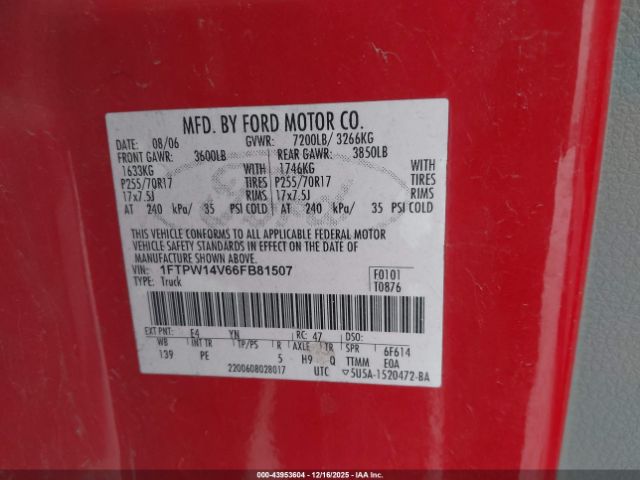 MFD. BY FORD MOTOR CO.
DATE: 08/06 GVWR: 7200LB/ 3266KG
FRONT GAWR: 3600LB REAR GAWR: 3850LB
1633KG WITH 1746KG WITH
P255/70R17 TIRES P255/70R17 TIRES
17x7.5J RIMS 17x7.5J RIMS
AT 240 kPa/ 35 PSI COLD AT 240 kPa/ 35 PSI COLD
THIS VEHICLE CONFORMS TO ALL APPLICABLE FEDERAL MOTOR
VEHICLE SAFETY STANDARDS IN EFFECT ON THE DATE OF
MANUFACTURE SHOWN ABOVE.
VIN: 1FTPW14V66FB81507 F0101
TYPE: Truck T0876
EXT PNT: E4 YN RC: 47 DSO:
WB INT TR TP/PS R AXLE TR SPR 6F614
139 PE 5 H9 Q TTMM EOA
2200608028017 UTC ▽5U5A-1520472-BA
Ford
000-43953604 - 12/16/2025 - IAA Inc.